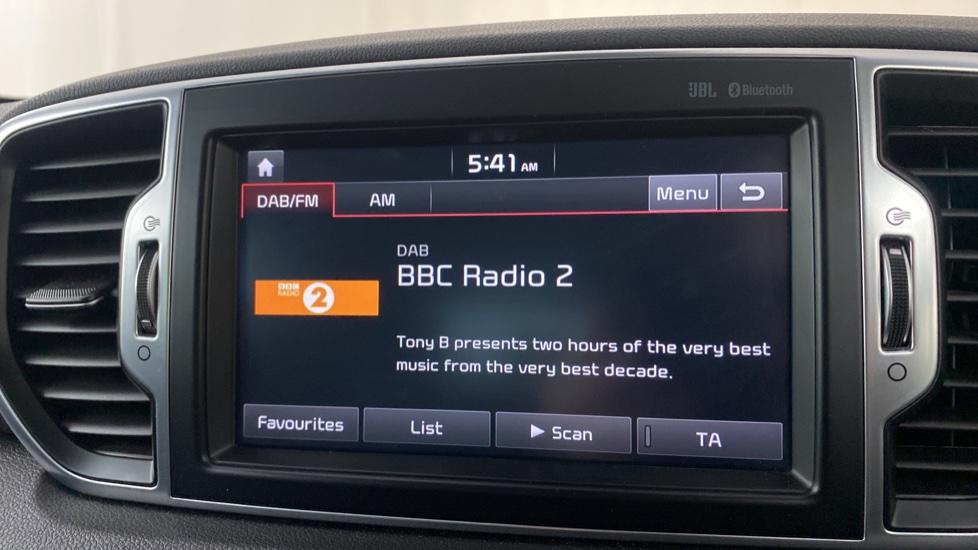 JBL Bluetooth
5:41 AM
DAB/FM AM Menu
DAB
BBC Radio 2
BBC
RADIO 2
Tony B presents two hours of the very best
music from the very best decade.
Favourites List Scan TA